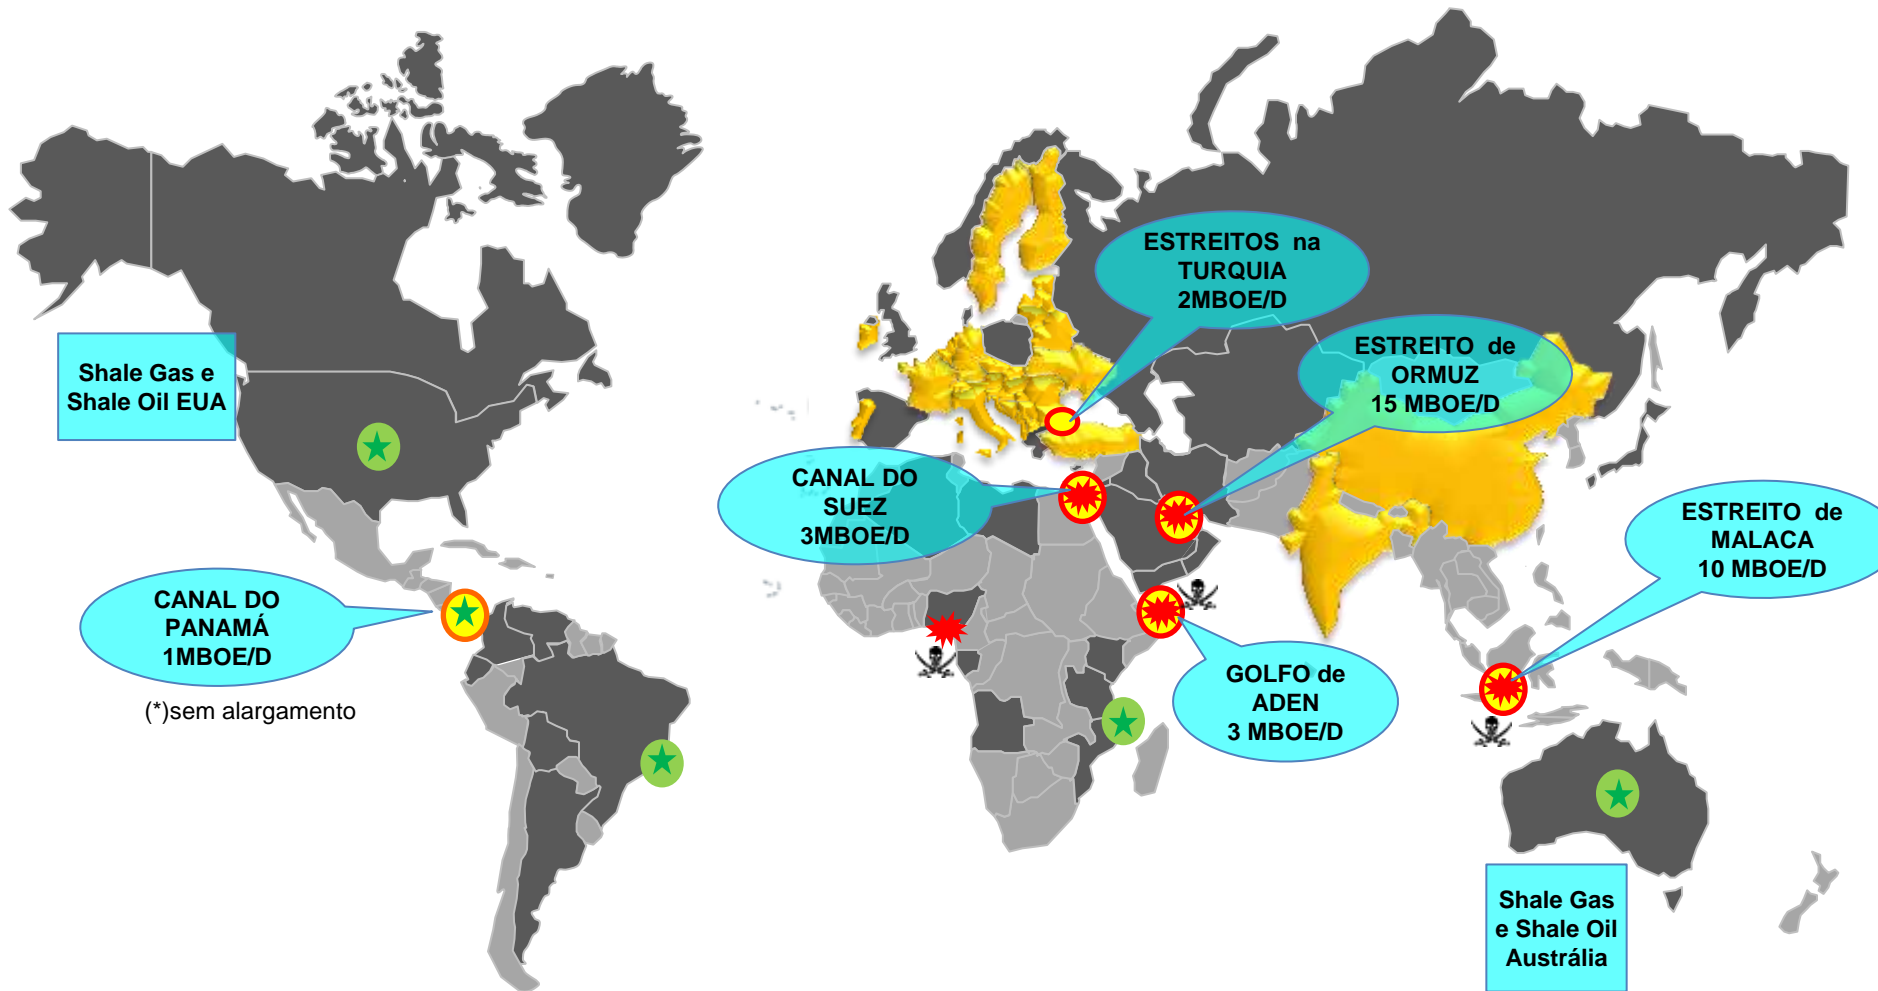 ESTREITOS na
TURQUIA
2MBOE/D
Shale Gas e
Shale Oil EUA
ESTREITO de
ORMUZ
15 MBOE/D
CANAL DO
SUEZ
3MBOE/D
ESTREITO de
MALACA
10 MBOE/D
CANAL DO
PANAMÁ
1MBOE/D
(*)sem alargamento
GOLFO de
ADEN
3 MBOE/D
Shale Gas
e Shale Oil
Austrália